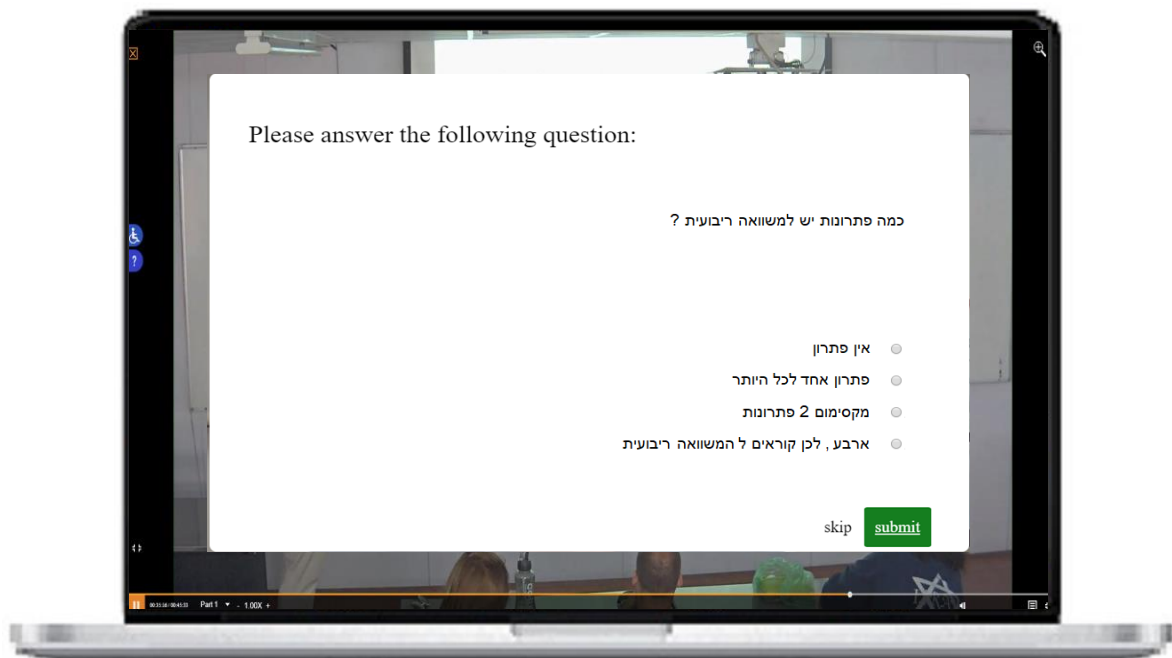 Please answer the following question:
כמה פתרונות יש למשוואה ריבועית ?
אין פתרון
פתרון אחד לכל היותר
מקסימום 2 פתרונות
ארבע , לכן קוראים ל המשוואה ריבועית
skip
submit
Part 1
- 1.00X +